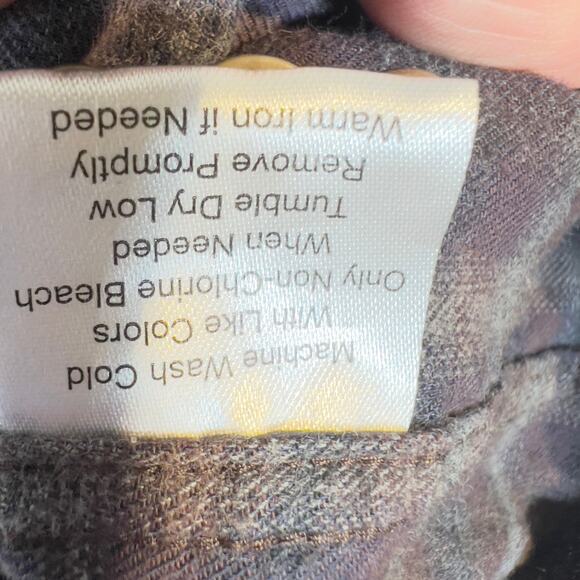 Machine Wash Cold
With Like Colors
Only Non-Chlorine Bleach
When Needed
Tumble Dry Low
Remove Promptly
Warm Iron if Needed